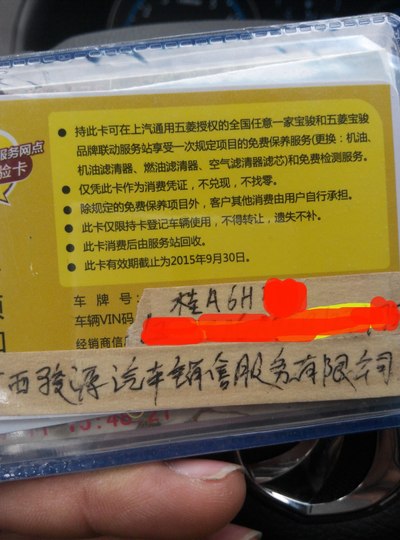 服务网点
验卡
持此卡可在上汽通用五菱授权的全国任意一家宝骏和五菱宝骏
品牌联动服务站享受一次规定项目的免费保养服务(更换：机油、
机油滤清器、燃油滤清器、空气滤清器滤芯)和免费检测服务。
仅凭此卡作为消费凭证，不兑现，不找零。
除规定的免费保养项目外，客户其他消费由用户自行承担。
此卡仅限持卡登记车辆使用，不得转让，遗失不补。
此卡消费后由服务站回收。
此卡有效期截止为2015年9月30日。
车 牌 号： 桂A6H
车辆VIN码
经销商信
西骏源汽车销售服务有限公司